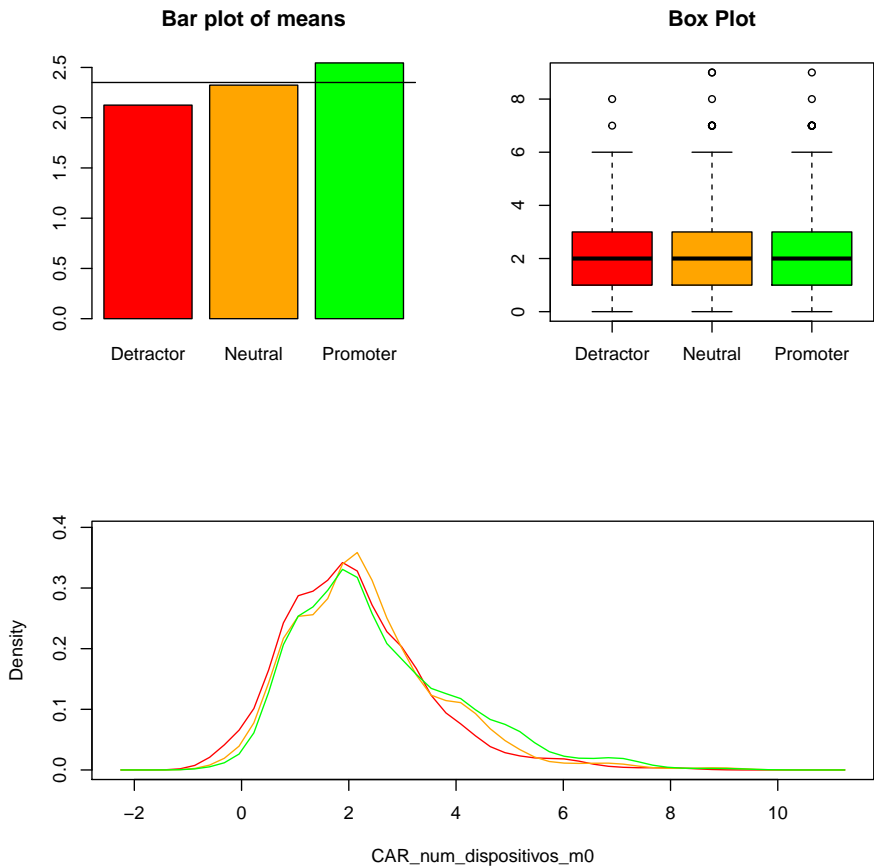 Bar plot of means
2.5
2.0
1.5
1.0
0.5
0.0
Detractor Neutral Promoter
Box Plot
8
6
4
2
0
Detractor Neutral Promoter
0.4
0.3
0.2
0.1
0.0
Density
−2 0 2 4 6 8 10
CAR_num_dispositivos_m0